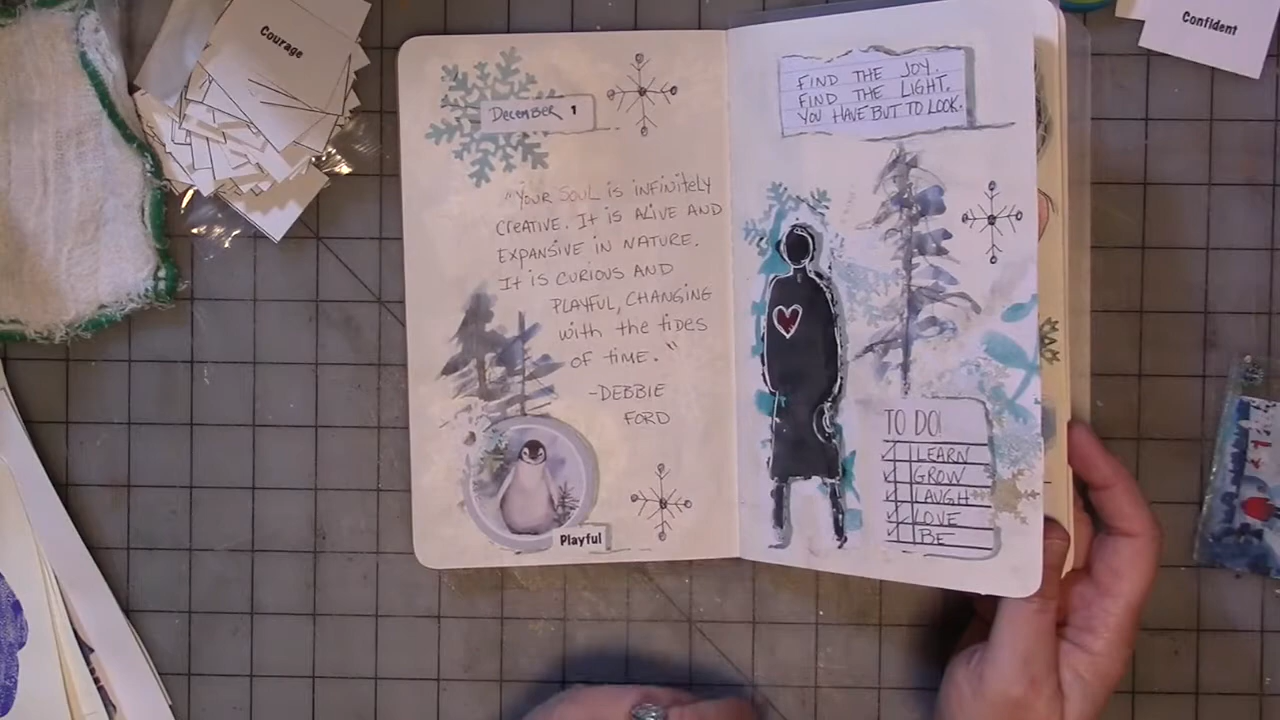 Courage
Confident
December 1
"YOUR SOUL IS INFINITELY
CREATIVE. IT IS ALIVE AND
EXPANSIVE IN NATURE.
IT IS CURIOUS AND
PLAYFUL, CHANGING
WITH THE TIDES
OF TIME."
-DEBBIE
FORD
Playful
FIND THE JOY.
FIND THE LIGHT.
YOU HAVE BUT TO LOOK.
TO DO!
LEARN
GROW
LAUGH
LOVE
BE